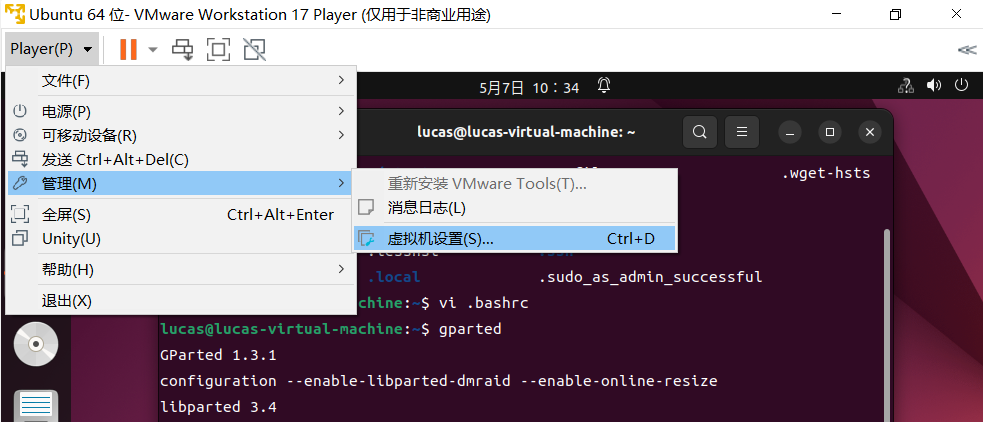 Ubuntu 64 位- VMware Workstation 17 Player (仅用于非商业用途)
Player(P)
文件(F)
电源(P)
可移动设备(R)
发送 Ctrl+Alt+Del(C)
管理(M)
全屏(S) Ctrl+Alt+Enter
Unity(U)
帮助(H)
退出(X)
重新安装 VMware Tools(T)...
消息日志(L)
虚拟机设置(S)... Ctrl+D
5月7日 10：34
lucas@lucas-virtual-machine: ~
.wget-hsts
.local .sudo_as_admin_successful
chine:~$ vi .bashrc
lucas@lucas-virtual-machine:~$ gparted
GParted 1.3.1
configuration --enable-libparted-dmraid --enable-online-resize
libparted 3.4